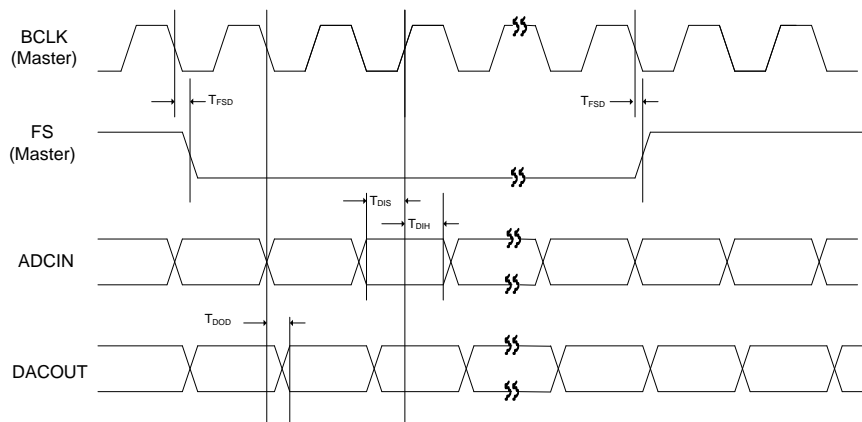 BCLK
(Master)
TFSD
TFSD
FS
(Master)
TDIS
TDIH
ADCIN
TDOD
DACOUT